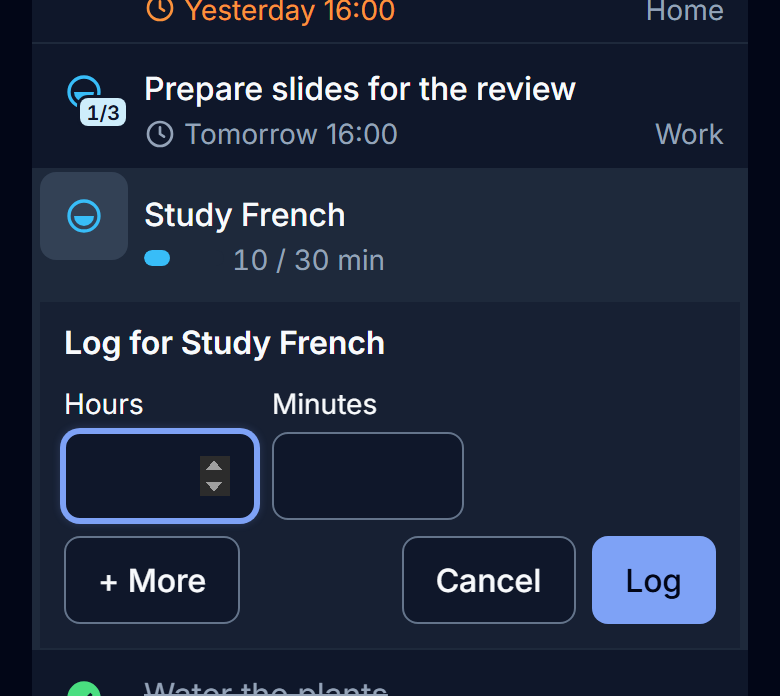 Yesterday 16:00 Home
Prepare slides for the review
1/3
Tomorrow 16:00 Work
Study French
10 / 30 min
Log for Study French
Hours Minutes
+ More Cancel Log
Water the plants